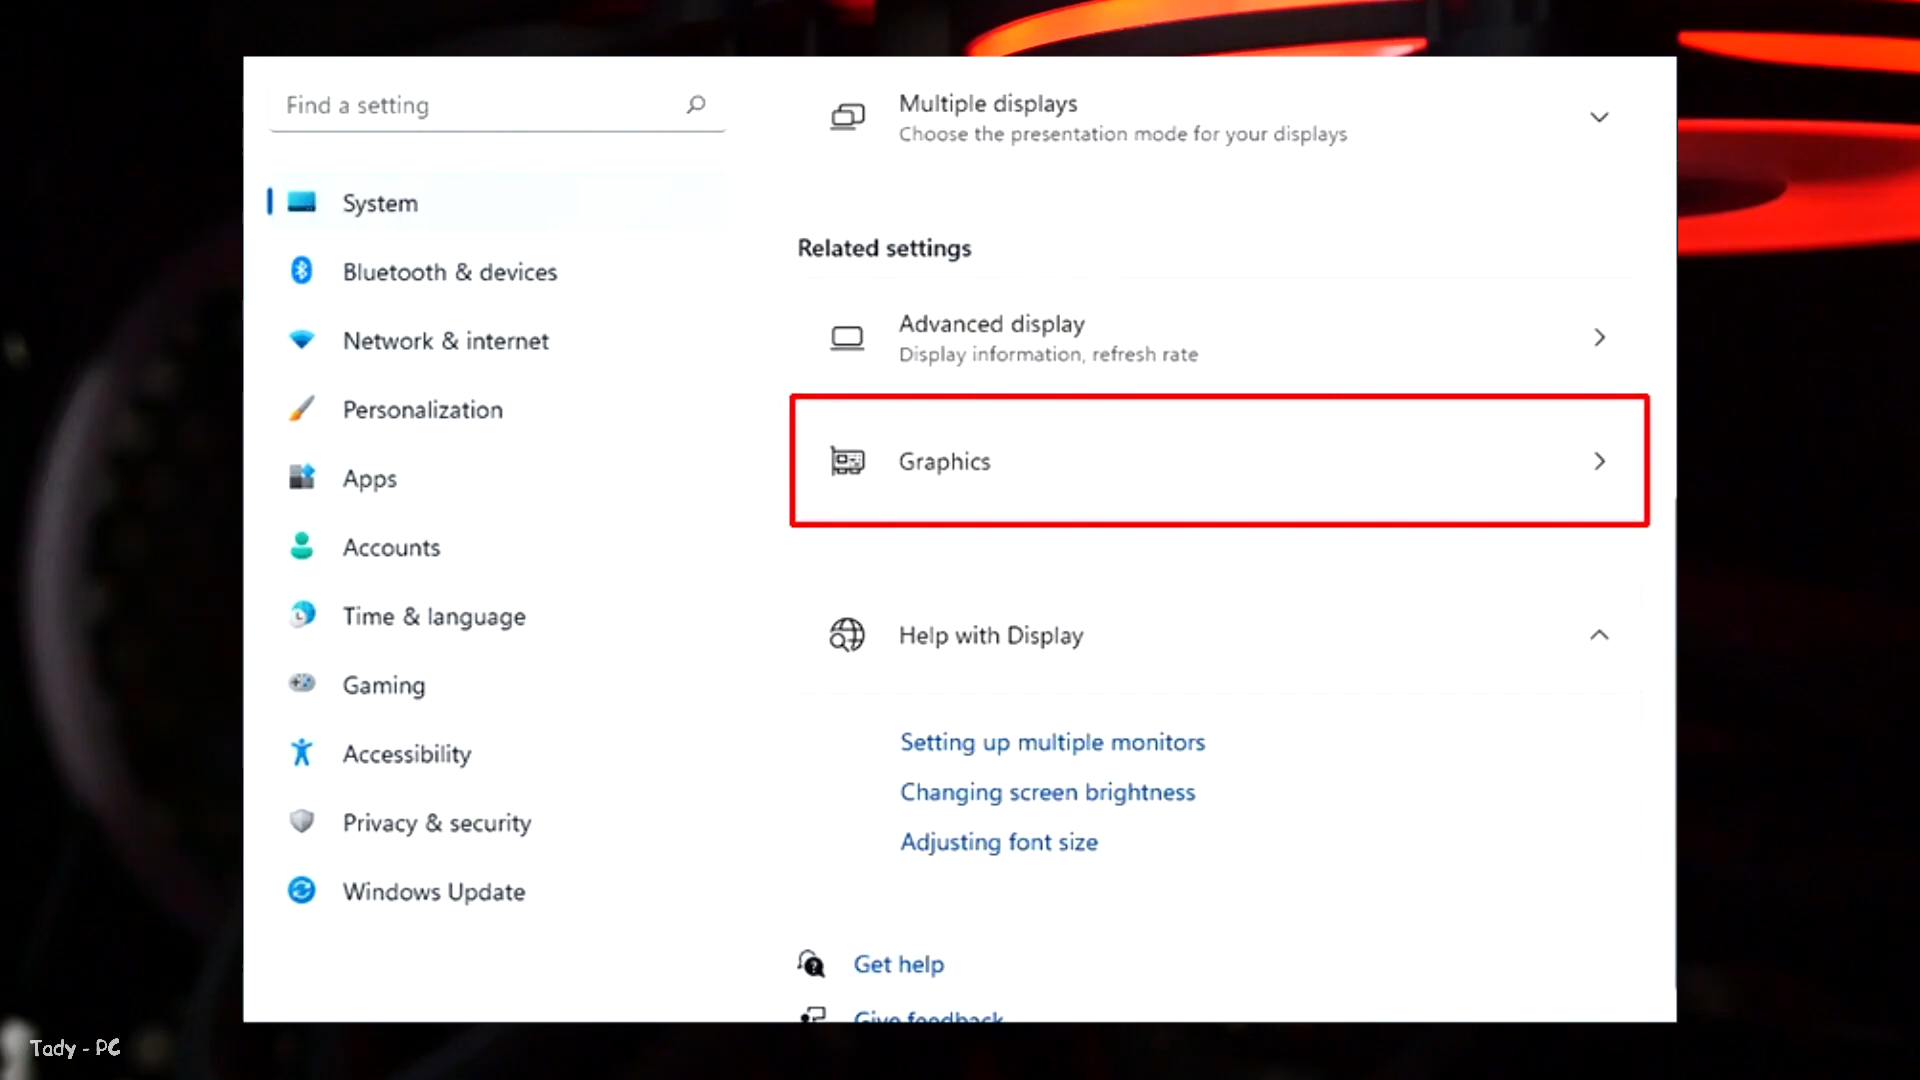 Find a setting
System
Bluetooth & devices
Network & internet
Personalization
Apps
Accounts
Time & language
Gaming
Accessibility
Privacy & security
Windows Update
Multiple displays
Choose the presentation mode for your displays
Related settings
Advanced display
Display information, refresh rate
Graphics
Help with Display
Setting up multiple monitors
Changing screen brightness
Adjusting font size
Get help
Give feedback
Tady - PC